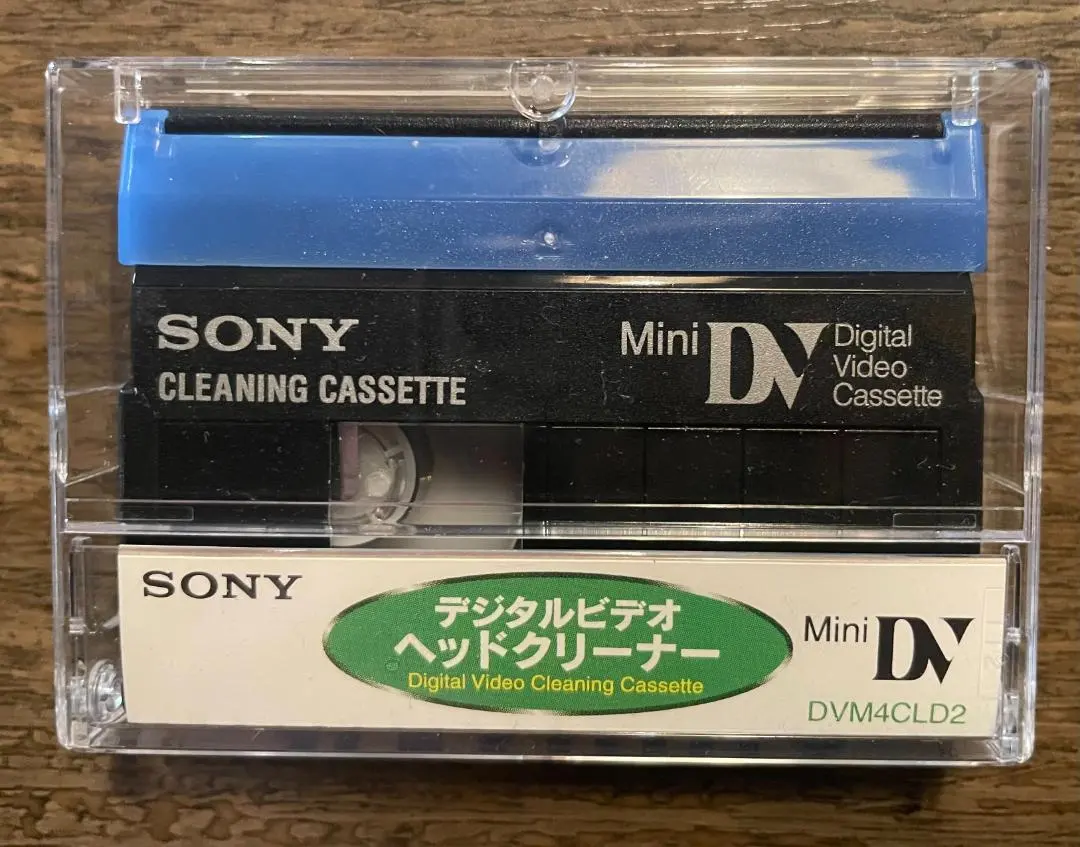 SONY
CLEANING CASSETTE
Mini DV
Digital
Video
Cassette
SONY
デジタルビデオ
ヘッドクリーナー
Digital Video Cleaning Cassette
Mini DV
DVM4CLD2